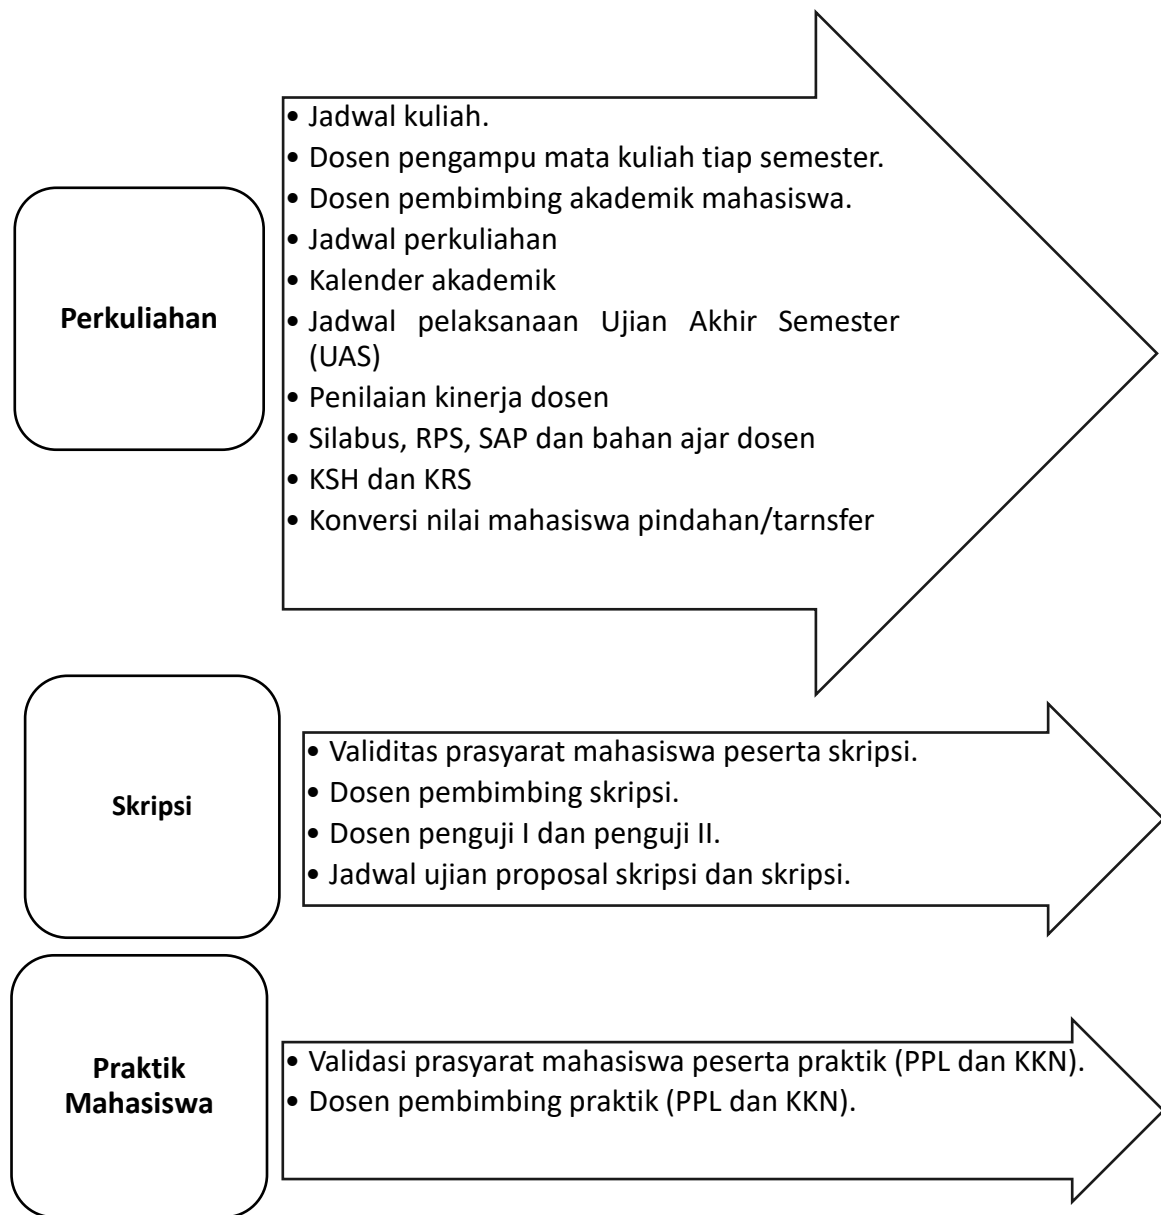 Perkuliahan
• Jadwal kuliah.
• Dosen pengampu mata kuliah tiap semester.
• Dosen pembimbing akademik mahasiswa.
• Jadwal perkuliahan
• Kalender akademik
• Jadwal pelaksanaan Ujian Akhir Semester
(UAS)
• Penilaian kinerja dosen
• Silabus, RPS, SAP dan bahan ajar dosen
• KSH dan KRS
• Konversi nilai mahasiswa pindahan/tarnsfer
Skripsi
• Validitas prasyarat mahasiswa peserta skripsi.
• Dosen pembimbing skripsi.
• Dosen penguji I dan penguji II.
• Jadwal ujian proposal skripsi dan skripsi.
Praktik
Mahasiswa
• Validasi prasyarat mahasiswa peserta praktik (PPL dan KKN).
• Dosen pembimbing praktik (PPL dan KKN).